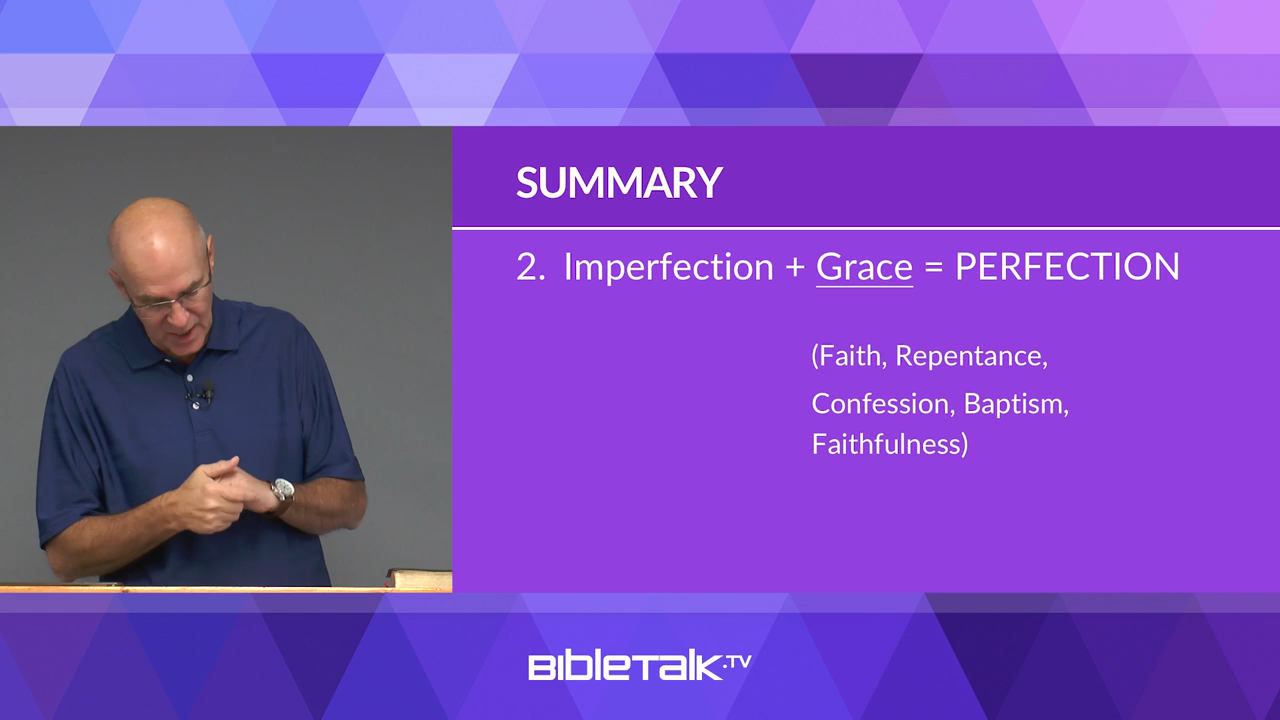 SUMMARY
2. Imperfection + Grace = PERFECTION
(Faith, Repentance,
Confession, Baptism,
Faithfulness)
BibleTalk.TV